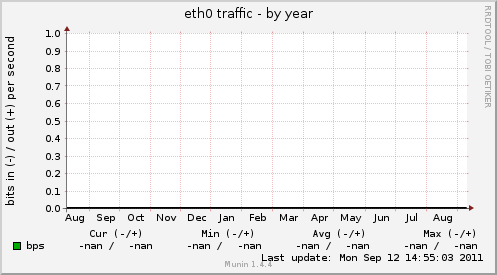 eth0 traffic - by year
RRDTOOL / TOBI OETIKER
bits in (-) / out (+) per second
1.0
0.9
0.8
0.7
0.6
0.5
0.4
0.3
0.2
0.1
0.0
Aug Sep Oct Nov Dec Jan Feb Mar Apr May Jun Jul Aug
Cur (-/+) Min (-/+) Avg (-/+) Max (-/+)
bps -nan / -nan -nan / -nan -nan / -nan -nan / -nan
Last update: Mon Sep 12 14:55:03 2011
Munin 1.4.4